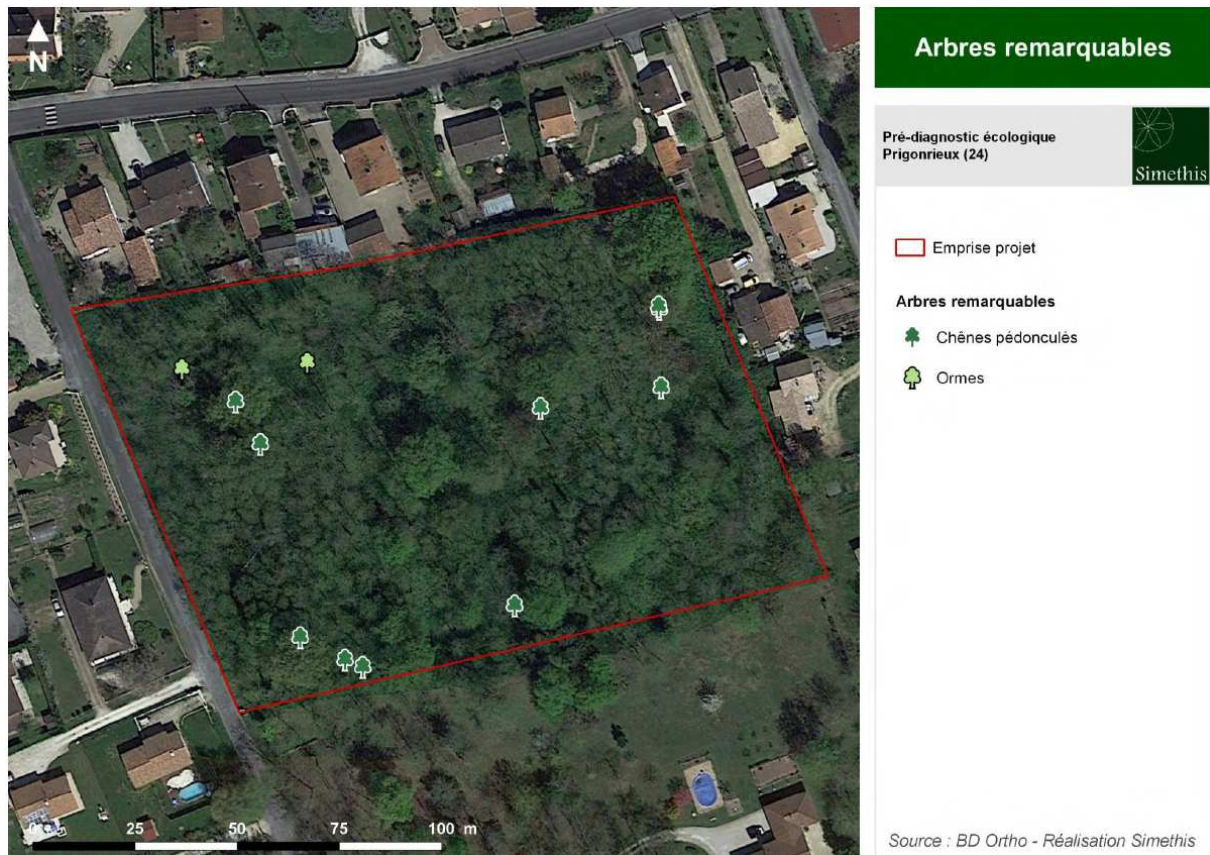 N
Arbres remarquables
Pré-diagnostic écologique
Prigonrieux (24)
Simethis
Emprise projet
Arbres remarquables
Chênes pédonculés
Ormes
0 25 50 75 100 m
Source : BD Ortho - Réalisation Simethis